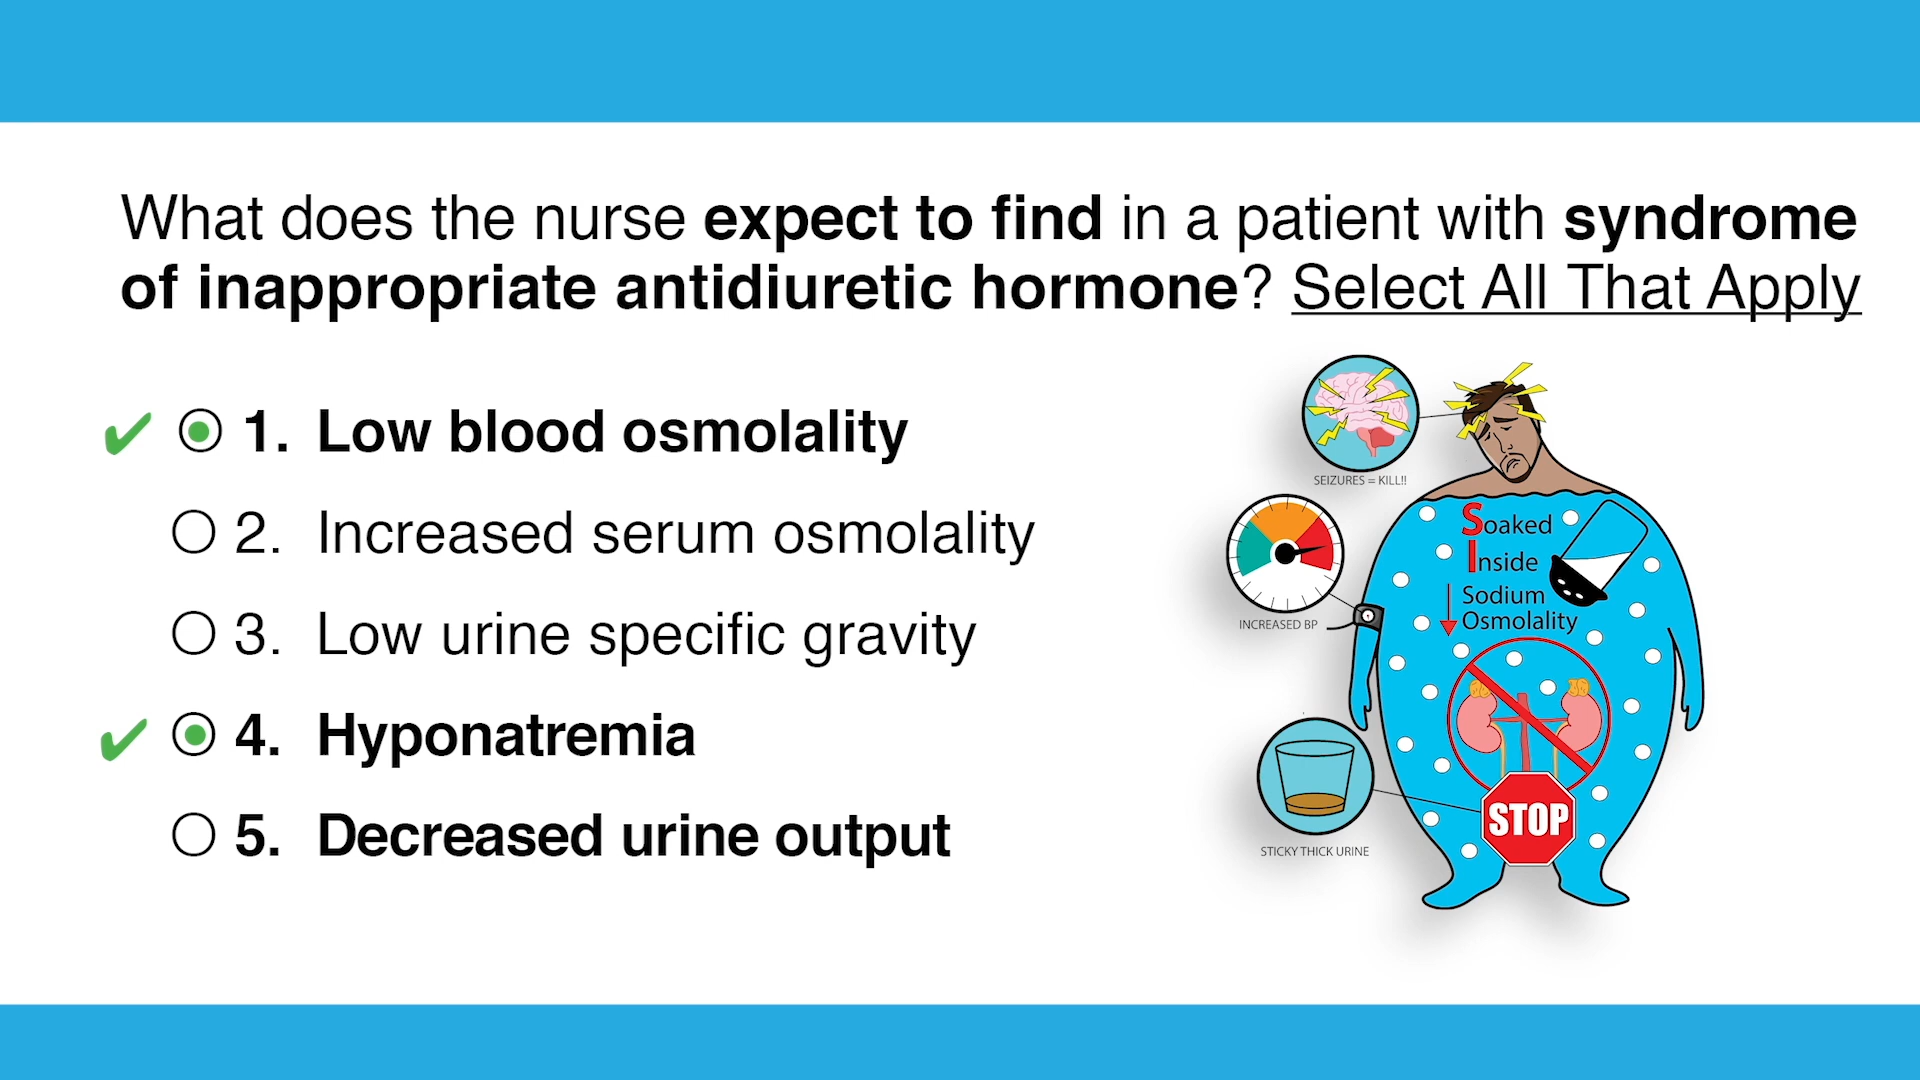 What does the nurse expect to find in a patient with syndrome
of inappropriate antidiuretic hormone? Select All That Apply
1. Low blood osmolality
2. Increased serum osmolality
3. Low urine specific gravity
4. Hyponatremia
5. Decreased urine output
SEIZURES = KILL!!
INCREASED BP
STICKY THICK URINE
Soaked
Inside
Sodium
Osmolality
STOP